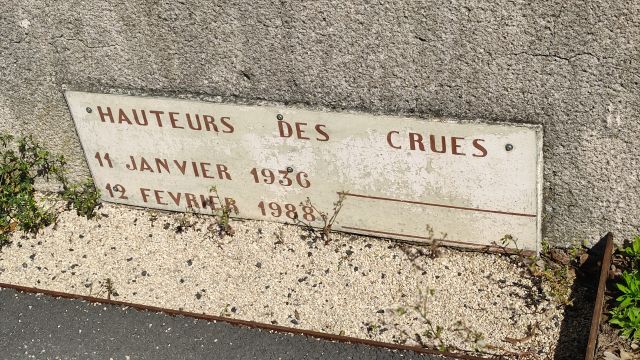 HAUTEURS DES CRUES
11 JANVIER 1936
12 FEVRIER 1988